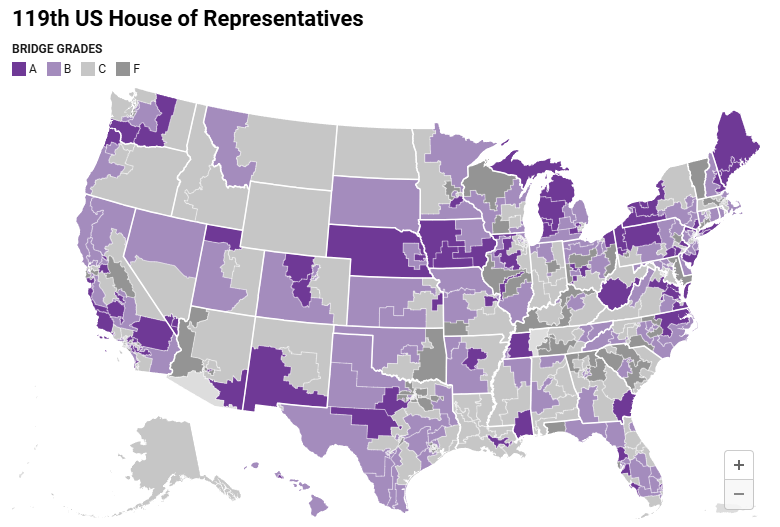 119th US House of Representatives
BRIDGE GRADES
A B C F
+
−